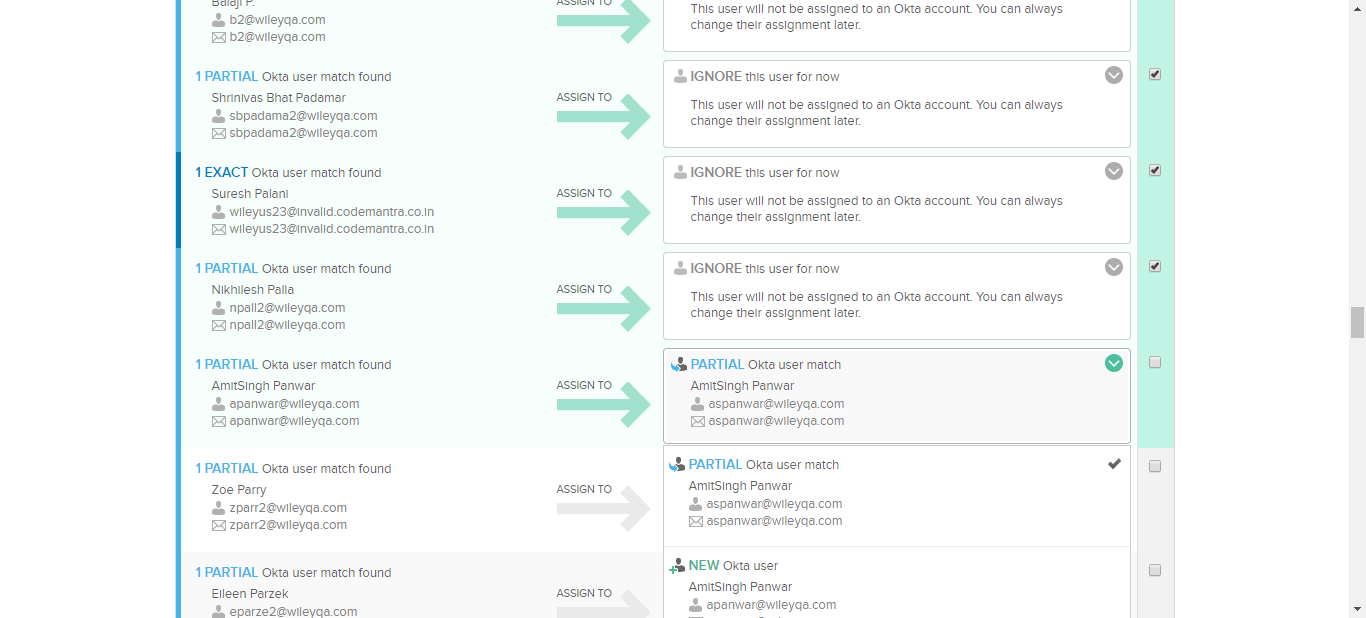 Balaji P.
b2@wileyqa.com
b2@wileyqa.com
ASSIGN TO
This user will not be assigned to an Okta account. You can always
change their assignment later.
1 PARTIAL Okta user match found
Shrinivas Bhat Padamar
sbpadama2@wileyqa.com
sbpadama2@wileyqa.com
ASSIGN TO
IGNORE this user for now
This user will not be assigned to an Okta account. You can always
change their assignment later.
1 EXACT Okta user match found
Suresh Palani
wileyus23@invalid.codemantra.co.in
wileyus23@invalid.codemantra.co.in
ASSIGN TO
IGNORE this user for now
This user will not be assigned to an Okta account. You can always
change their assignment later.
1 PARTIAL Okta user match found
Nikhilesh Palla
npall2@wileyqa.com
npall2@wileyqa.com
ASSIGN TO
IGNORE this user for now
This user will not be assigned to an Okta account. You can always
change their assignment later.
1 PARTIAL Okta user match found
AmitSingh Panwar
apanwar@wileyqa.com
apanwar@wileyqa.com
ASSIGN TO
PARTIAL Okta user match
AmitSingh Panwar
aspanwar@wileyqa.com
aspanwar@wileyqa.com
1 PARTIAL Okta user match found
Zoe Parry
zparr2@wileyqa.com
zparr2@wileyqa.com
ASSIGN TO
PARTIAL Okta user match
AmitSingh Panwar
aspanwar@wileyqa.com
aspanwar@wileyqa.com
1 PARTIAL Okta user match found
Eileen Parzek
eparze2@wileyqa.com
ASSIGN TO
NEW Okta user
AmitSingh Panwar
apanwar@wileyqa.com